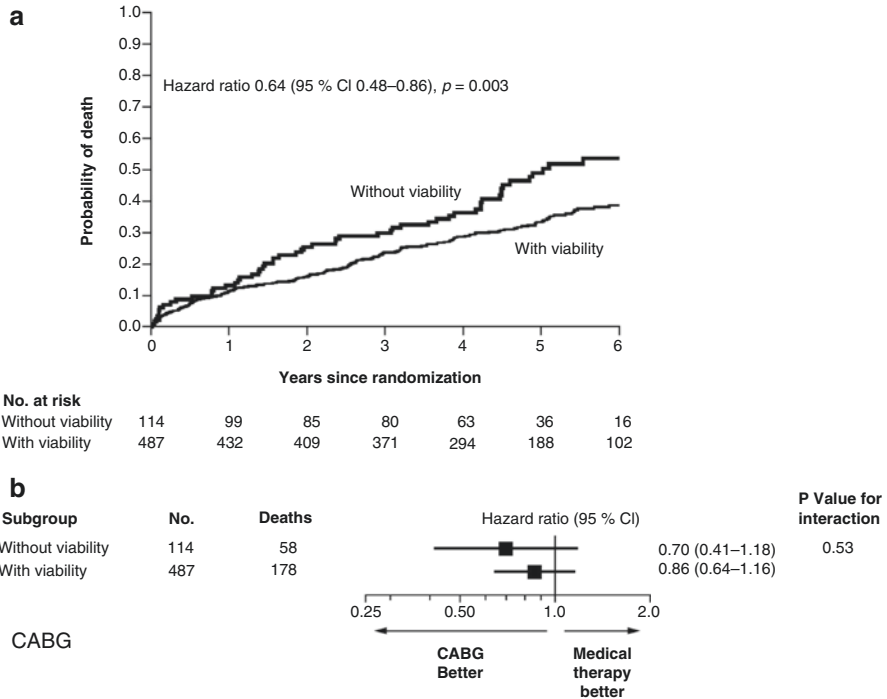 a
1.0
0.9
0.8
0.7
0.6
0.5
0.4
0.3
0.2
0.1
0.0
Probability of death
Hazard ratio 0.64 (95 % CI 0.48–0.86), p = 0.003
Without viability
With viability
0 1 2 3 4 5 6
Years since randomization
No. at risk
Without viability 114 99 85 80 63 36 16
With viability 487 432 409 371 294 188 102
b
Subgroup No. Deaths Hazard ratio (95 % CI) P Value for interaction
Without viability 114 58 0.70 (0.41–1.18) 0.53
With viability 487 178 0.86 (0.64–1.16)
0.25 0.50 1.0 2.0
CABG
CABG Better
Medical therapy better